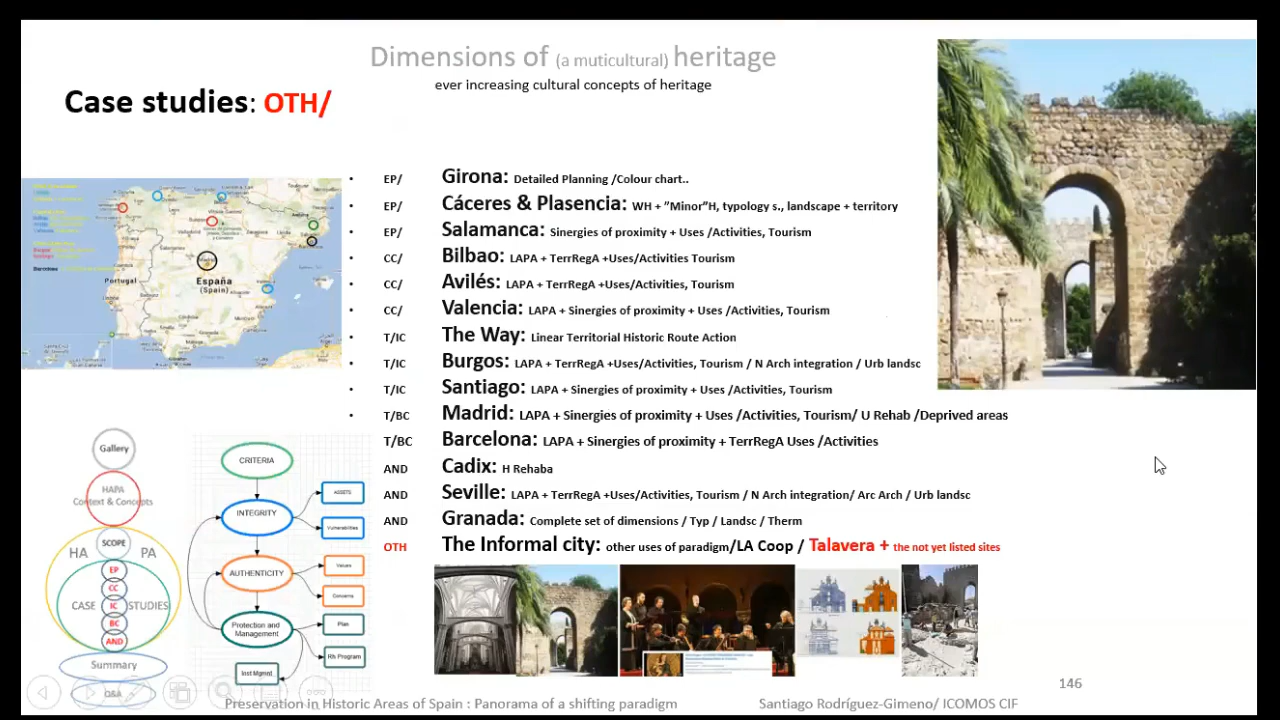 Dimensions of (a muticultural) heritage
ever increasing cultural concepts of heritage
Case studies: OTH/
• EP/ Girona: Detailed Planning /Colour chart..
• EP/ Cáceres & Plasencia: WH + ”Minor”H, typology s., landscape + territory
• EP/ Salamanca: Sinergies of proximity + Uses /Activities, Tourism
• CC/ Bilbao: LAPA + TerrRegA +Uses/Activities Tourism
• CC/ Avilés: LAPA + TerrRegA +Uses/Activities, Tourism
• CC/ Valencia: LAPA + Sinergies of proximity + Uses /Activities, Tourism
• T/IC The Way: Linear Territorial Historic Route Action
• T/IC Burgos: LAPA + TerrRegA +Uses/Activities, Tourism / N Arch integration / Urb landsc
• T/IC Santiago: LAPA + Sinergies of proximity + Uses /Activities, Tourism
• T/BC Madrid: LAPA + Sinergies of proximity + Uses /Activities, Tourism/ U Rehab /Deprived areas
T/BC Barcelona: LAPA + Sinergies of proximity + TerrRegA Uses /Activities
AND Cadix: H Rehaba
AND Seville: LAPA + TerrRegA +Uses/Activities, Tourism / N Arch integration/ Arc Arch / Urb landsc
AND Granada: Complete set of dimensions / Typ / Landsc / Therm
OTH The Informal city: other uses of paradigm/LA Coop / Talavera + the not yet listed sites
Portugal
España
(Spain)
Madrid
Barcelona
Gallery
HAPA
Context & Concepts
SCOPE
HA PA
EP
CC
CASE IC STUDIES
BC
AND
Summary
Q&A
CRITERIA
INTEGRITY
ASSETS
Vulnerabilities
AUTHENTICITY
Values
Concerns
Protection and
Management
Plan
Rh Program
Inst Mgmnt
146
Preservation in Historic Areas of Spain : Panorama of a shifting paradigm
Santiago Rodríguez-Gimeno/ ICOMOS CIF